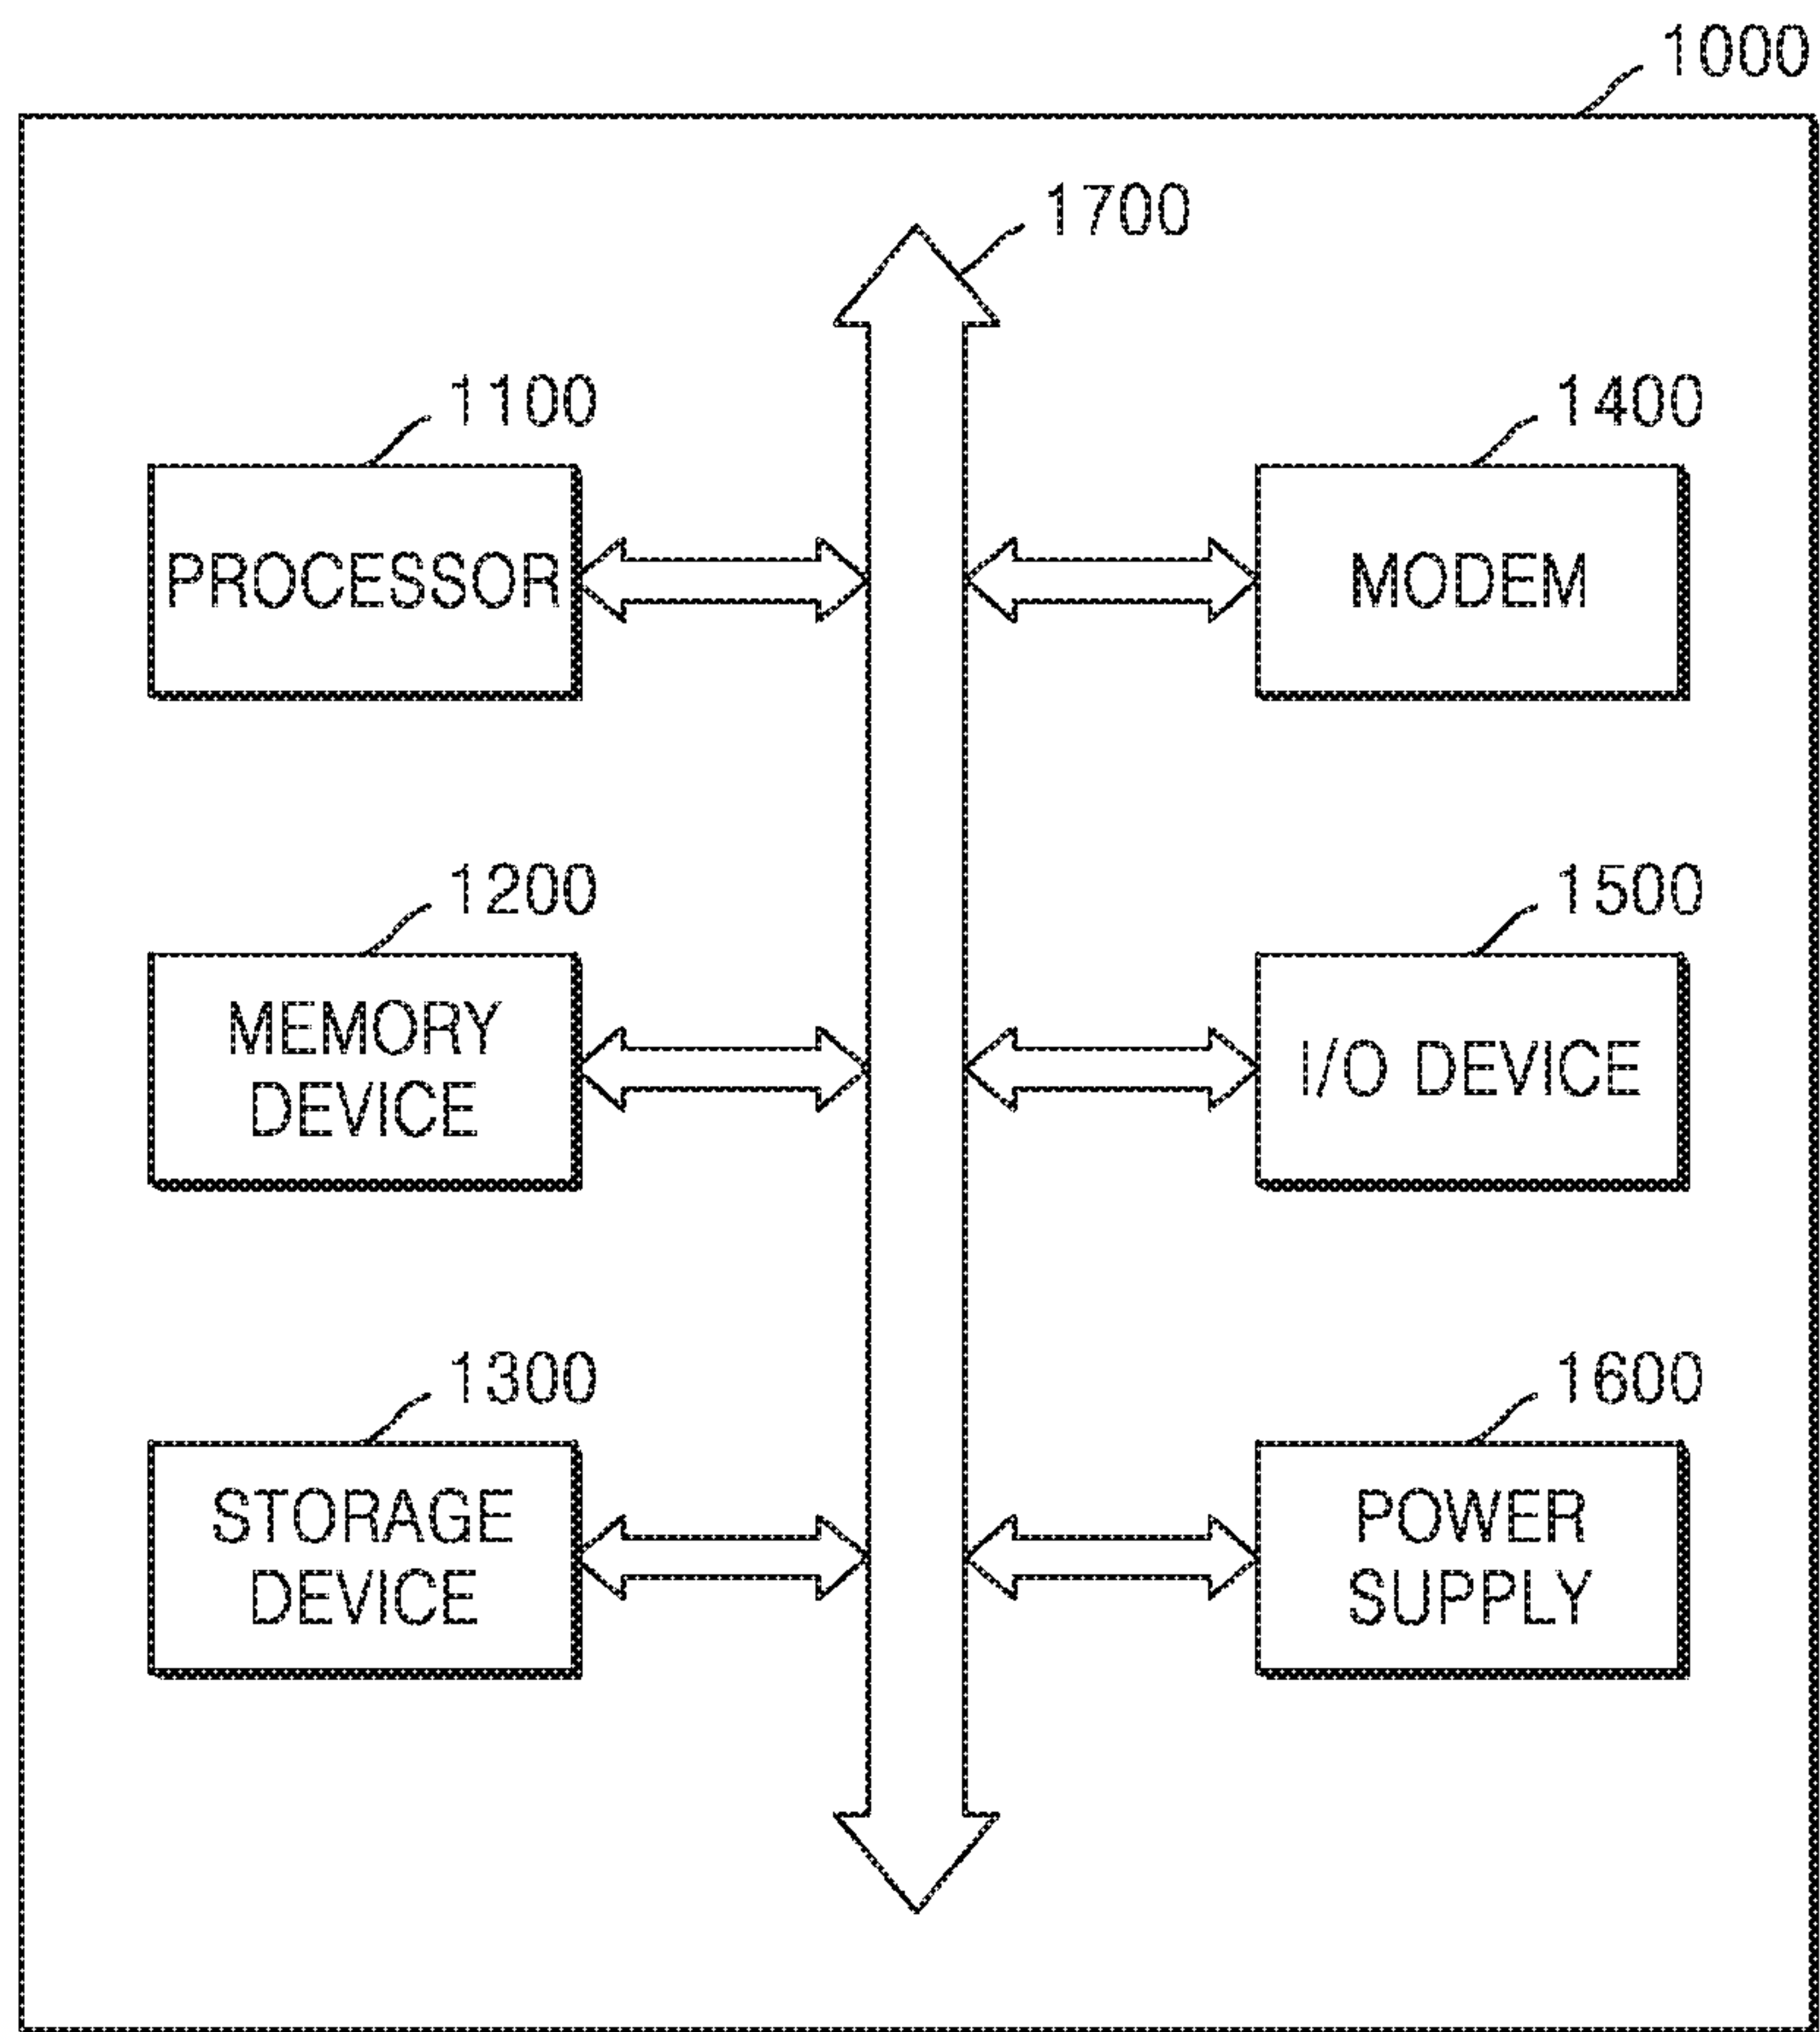 1000
1700
1100
1400
PROCESSOR
MODEM
1200
1500
MEMORY
DEVICE
I/O DEVICE
1300
1600
STORAGE
DEVICE
POWER
SUPPLY